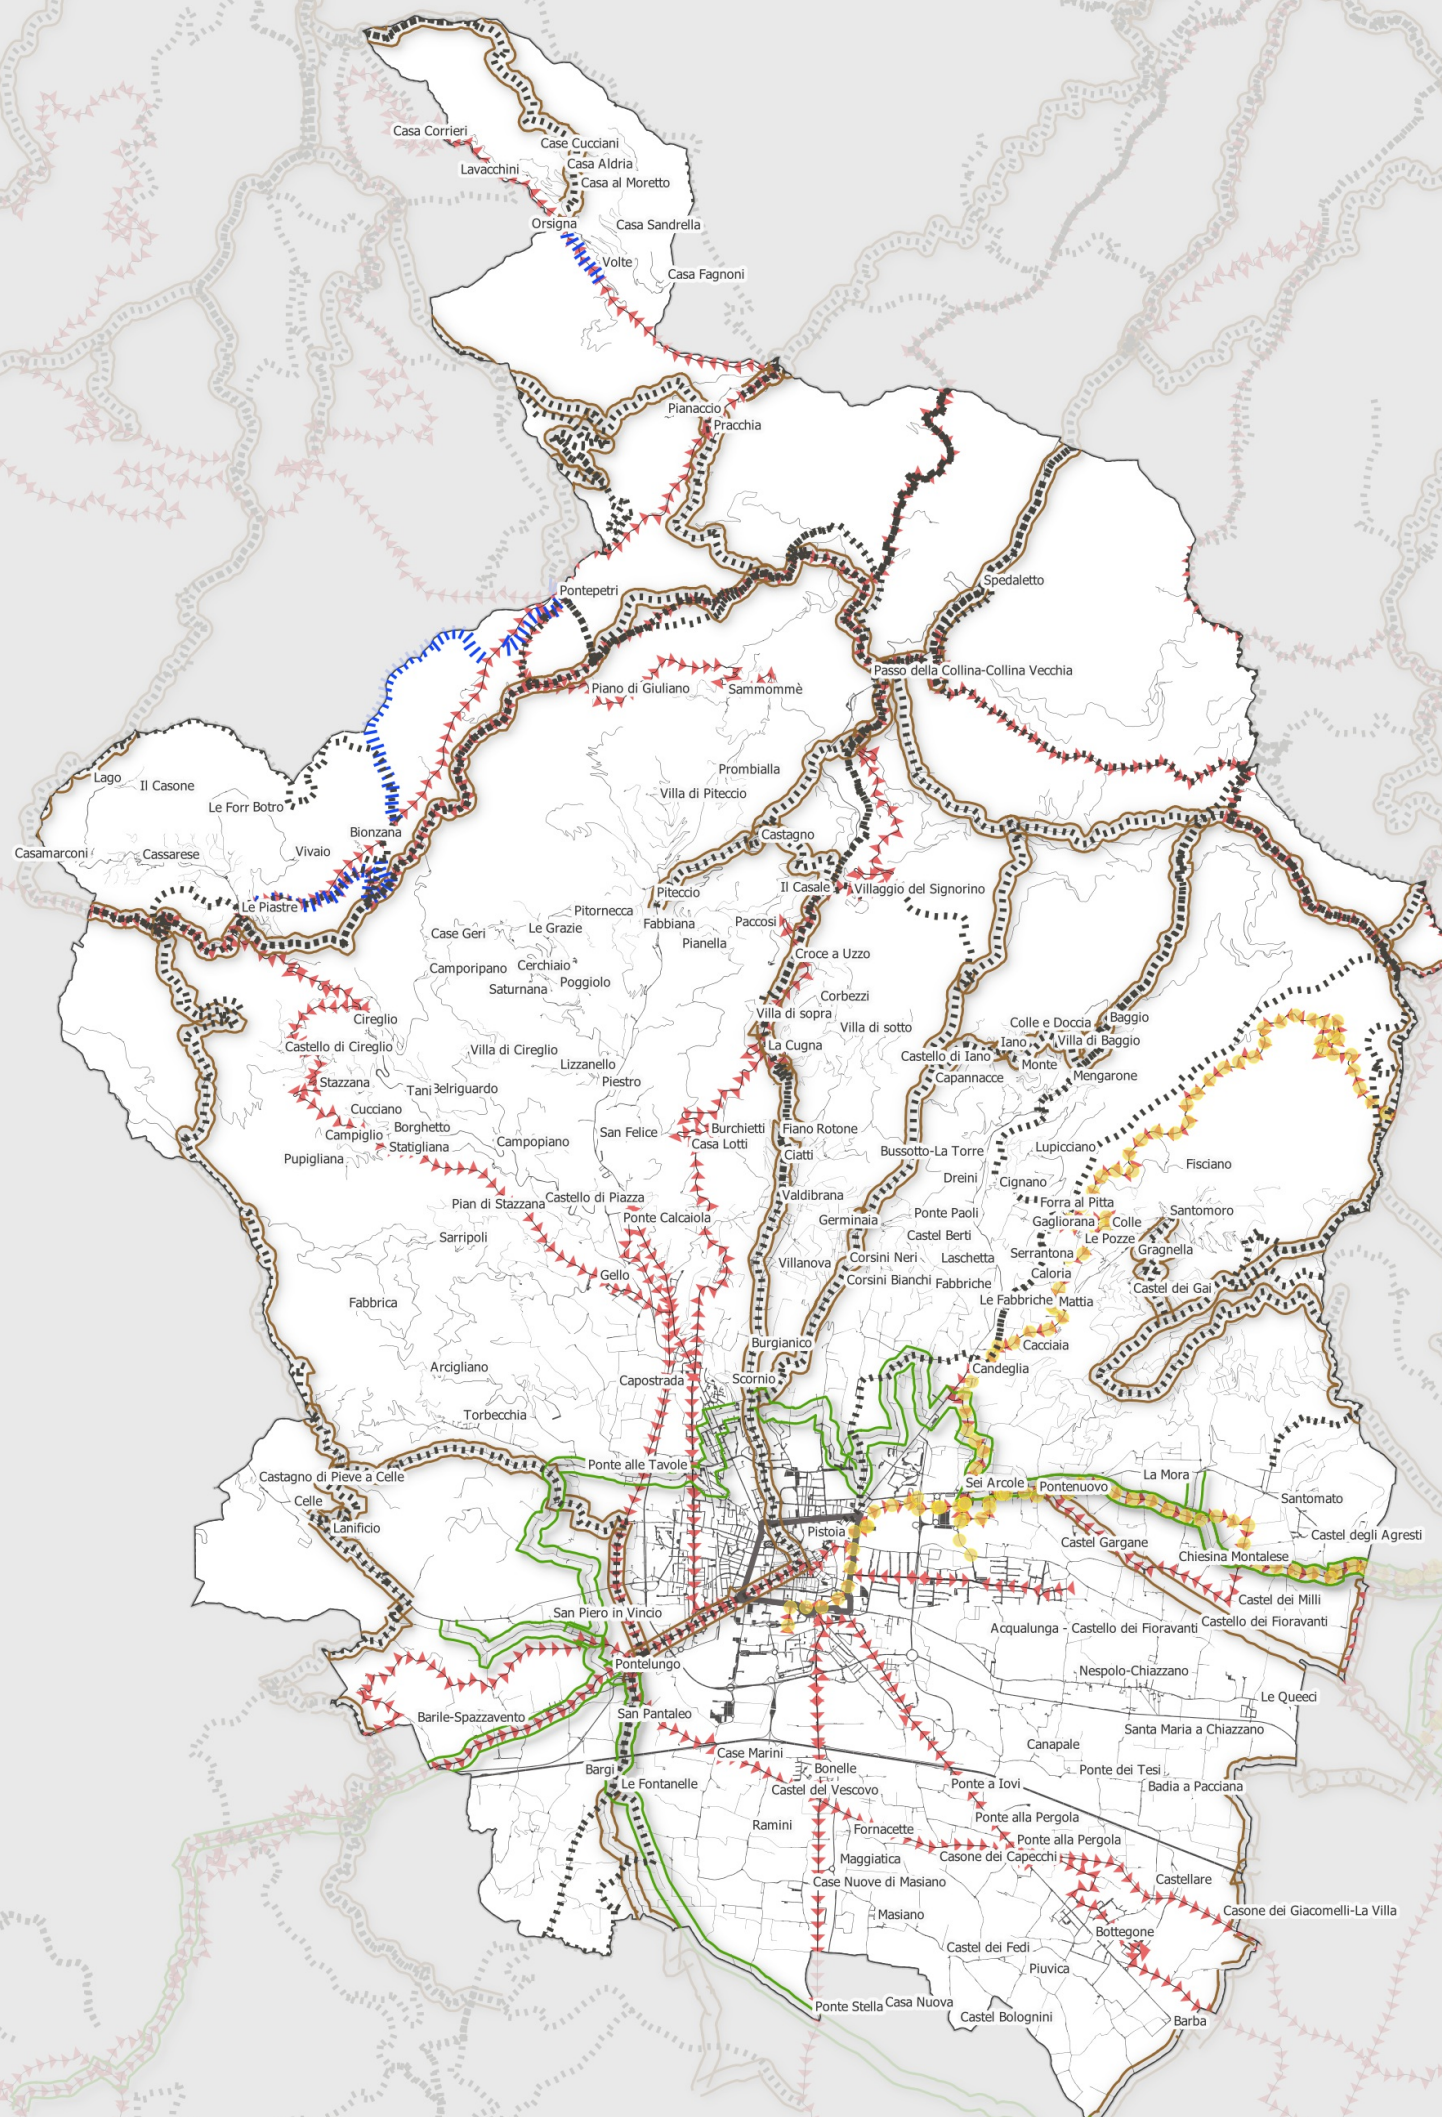 Casa Corrieri
Case Cucciani
Casa Aldria
Lavacchini
Casa al Moretto
Orsigna
Casa Sandrella
Volte
Casa Fagnoni
Pianaccio
Pracchia
Spedaletto
Pontepetri
Passo della Collina-Collina Vecchia
Piano di Giuliano
Sammommè
Prombialla
Lago
Il Casone
Villa di Piteccio
Le Forr Botro
Bionzana
Castagno
Casamarconi
Cassarese
Vivaio
Piteccio
Il Casale
Villaggio del Signorino
Le Piastre
Pitornecca
Fabbiana
Paccosi
Case Geri
Le Grazie
Pianella
Croce a Uzzo
Camporipano
Cerchiaio
Saturnana
Poggiolo
Corbezzi
Cireglio
Villa di sopra
Villa di sotto
Colle e Doccia
Baggio
Castello di Cireglio
Villa di Cireglio
La Cugna
Castello di Iano
Iano
Villa di Baggio
Lizzanello
Monte
Stazzana
Tani
Belriguardo
Piestro
Capannacce
Mengarone
Cucciano
Borghetto
Campiglio
Statigliana
Campopiano
San Felice
Burchietti
Casa Lotti
Fiano Rotone
Ciatti
Bussotto-La Torre
Lupicciano
Pupigliana
Fisciano
Dreini
Cignano
Pian di Stazzana
Castello di Piazza
Valdibrana
Forra al Pitta
Santomoro
Ponte Calcaiola
Germinaia
Ponte Paoli
Gagliorana
Colle
Sarripoli
Castel Berti
Le Pozze
Gragnella
Villanova
Corsini Neri
Laschetta
Serrantona
Gello
Corsini Bianchi
Fabbriche
Caloria
Castel dei Gai
Fabbrica
Le Fabbriche
Mattia
Burgianico
Cacciaia
Arcigliano
Capostrada
Scornio
Candeglia
Torbecchia
Castagno di Pieve a Celle
Ponte alle Tavole
Sei Arcole
Pontenuovo
La Mora
Celle
Santomato
Lanificio
Pistoia
Castel Gargane
Castel degli Agresti
Chiesina Montalese
San Piero in Vincio
Castel dei Milli
Acqualunga - Castello dei Fioravanti
Castello dei Fioravanti
Pontelungo
Nespolo-Chiazzano
Le Queeci
Barile-Spazzavento
San Pantaleo
Santa Maria a Chiazzano
Case Marini
Canapale
Bargi
Le Fontanelle
Bonelle
Castel del Vescovo
Ponte a Iovi
Ponte dei Tesi
Badia a Pacciana
Ramini
Fornacette
Ponte alla Pergola
Ponte alla Pergola
Maggiatica
Casone dei Capecchi
Case Nuove di Masiano
Castellare
Masiano
Casone dei Giacomelli-La Villa
Bottegone
Castel dei Fedi
Piuvica
Ponte Stella
Casa Nuova
Castel Bolognini
Barba